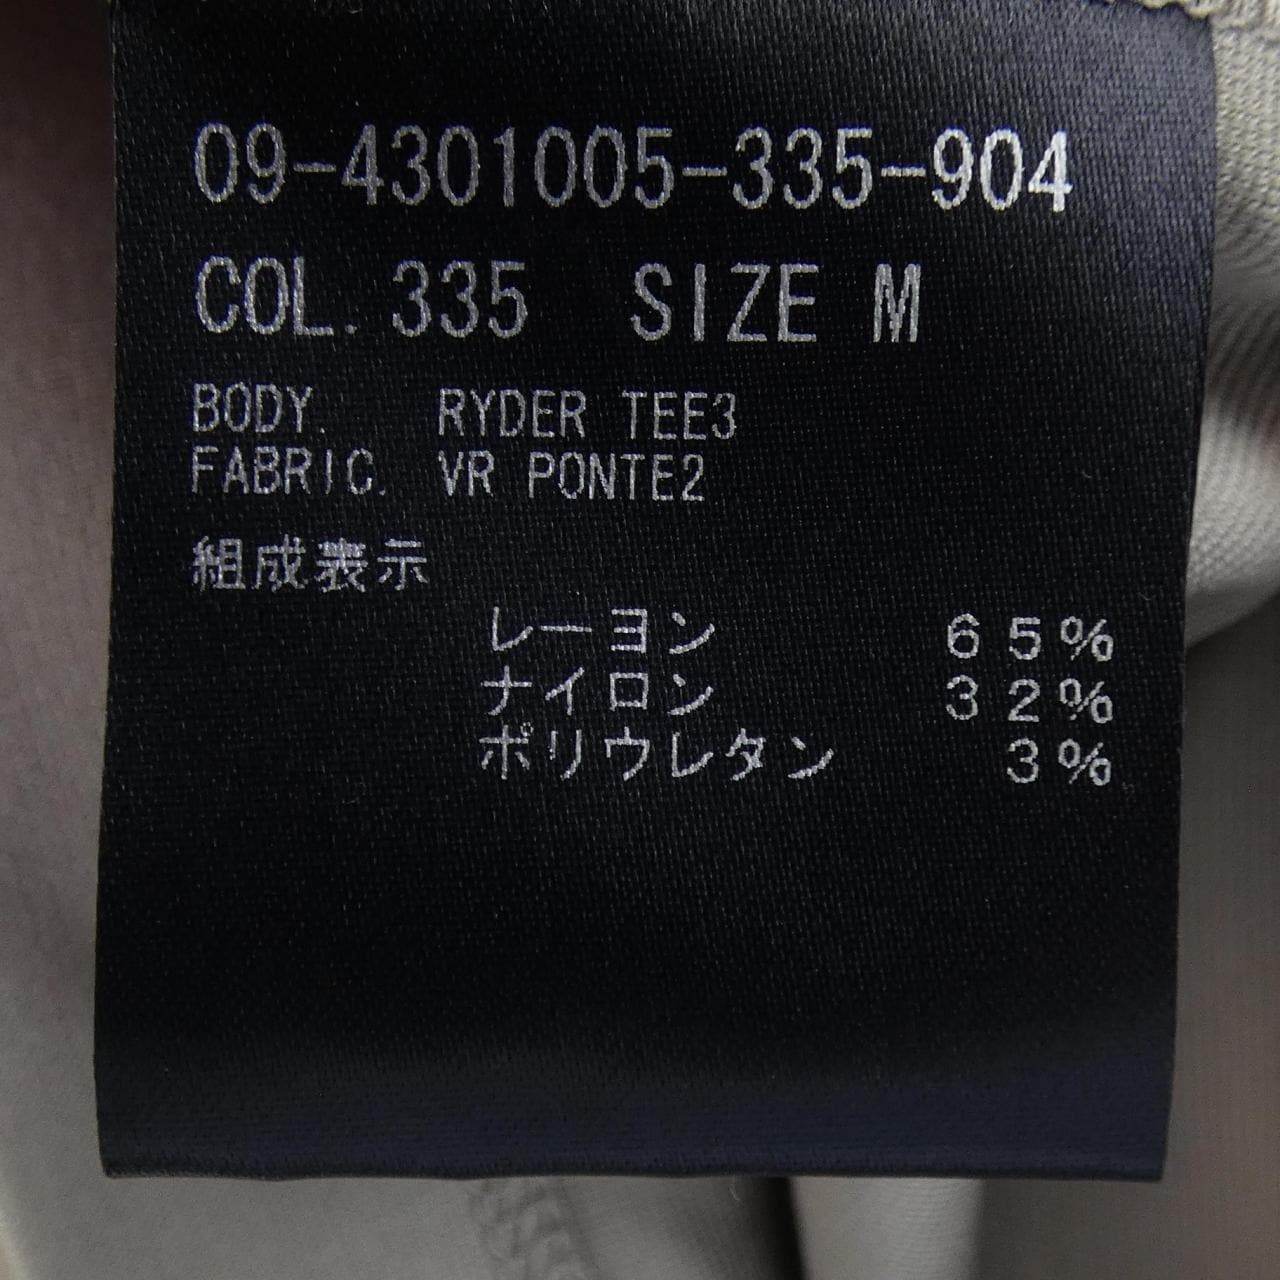 09-4301005-335-904
COL. 335 SIZE M
BODY. RYDER TEE3
FABRIC. VR PONTE2
組成表示
レーヨン 65%
ナイロン 32%
ポリウレタン 3%